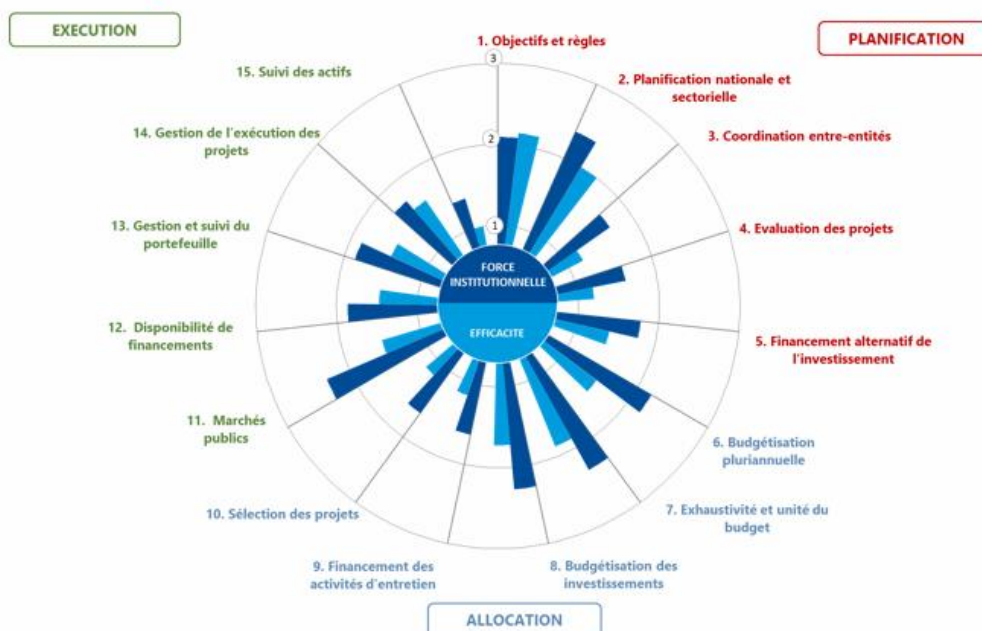 EXECUTION
PLANIFICATION
1. Objectifs et règles
2. Planification nationale et
sectorielle
3. Coordination entre-entités
4. Evaluation des projets
5. Financement alternatif de
l'investissement
6. Budgétisation
pluriannuelle
7. Exhaustivité et unité du
budget
8. Budgétisation des
investissements
9. Financement des
activités d'entretien
10. Sélection des projets
11. Marchés
publics
12. Disponibilité de
financements
13. Gestion et suivi du
portefeuille
14. Gestion de l'exécution des
projets
15. Suivi des actifs
3
2
1
FORCE
INSTITUTIONNELLE
EFFICACITE
ALLOCATION